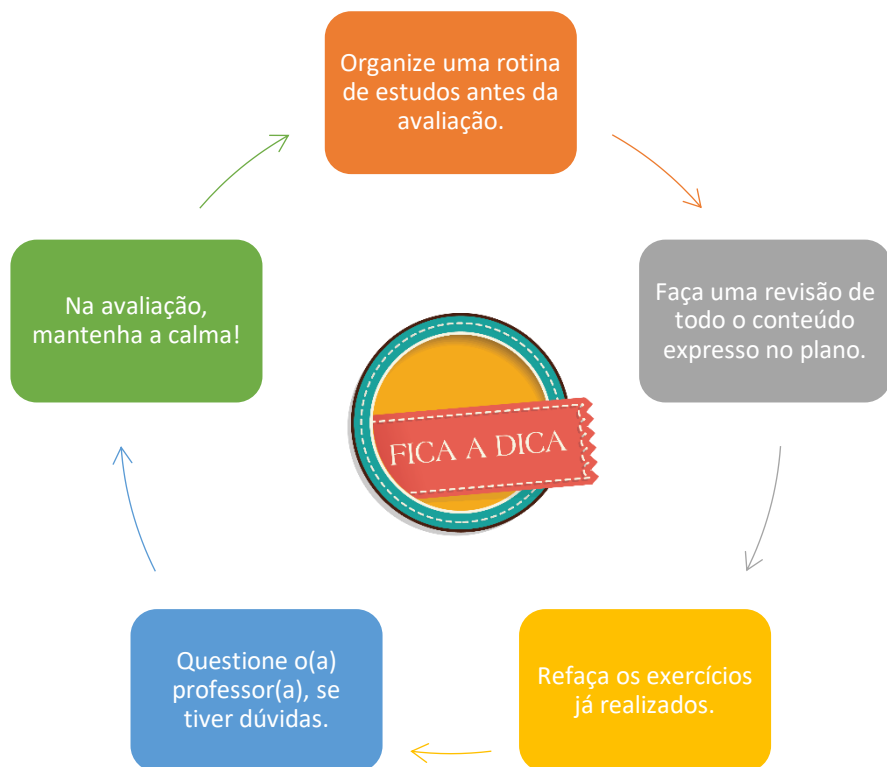 Organize uma rotina
de estudos antes da
avaliação.
Faça uma revisão de
todo o conteúdo
expresso no plano.
Refaça os exercícios
já realizados.
Questione o(a)
professor(a), se
tiver dúvidas.
Na avaliação,
mantenha a calma!
FICA A DICA